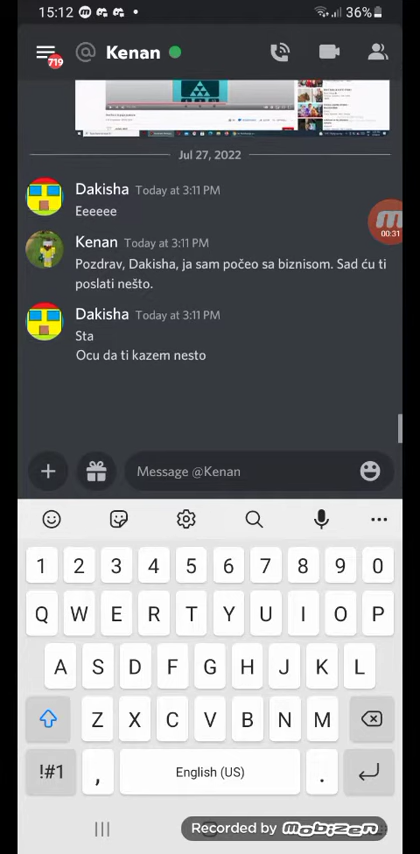 15:12
36%
719
@ Kenan
Jul 27, 2022
Dakisha Today at 3:11 PM
Eeeeee
00:31
Kenan Today at 3:11 PM
Pozdrav, Dakisha, ja sam počeo sa biznisom. Sad ću ti
poslati nešto.
Dakisha Today at 3:11 PM
Sta
Ocu da ti kazem nesto
Message @Kenan
1 2 3 4 5 6 7 8 9 0
Q W E R T Y U I O P
A S D F G H J K L
Z X C V B N M
!#1 , English (US) .
Recorded by mobizen